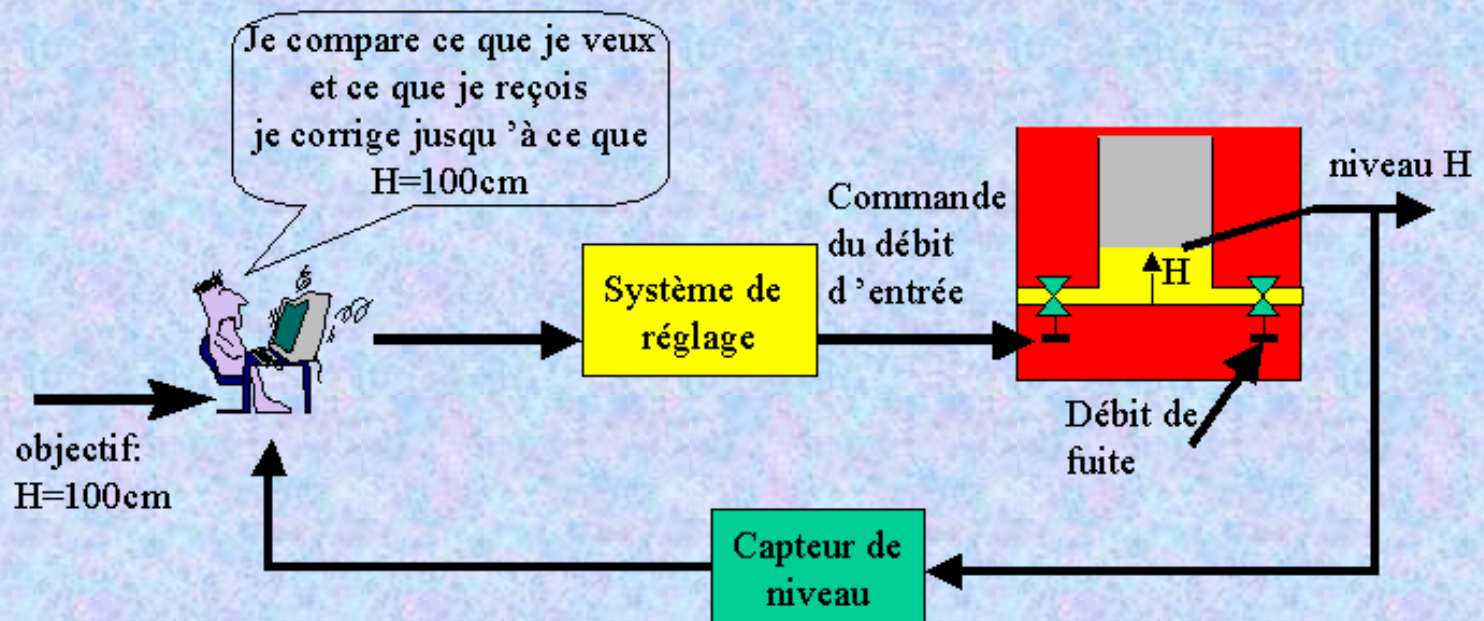 Je compare ce que je veux
et ce que je reçois
je corrige jusqu ’à ce que
H=100cm
objectif:
H=100cm
Système de
réglage
Commande
du débit
d ’entrée
H
niveau H
Débit de
fuite
Capteur de
niveau